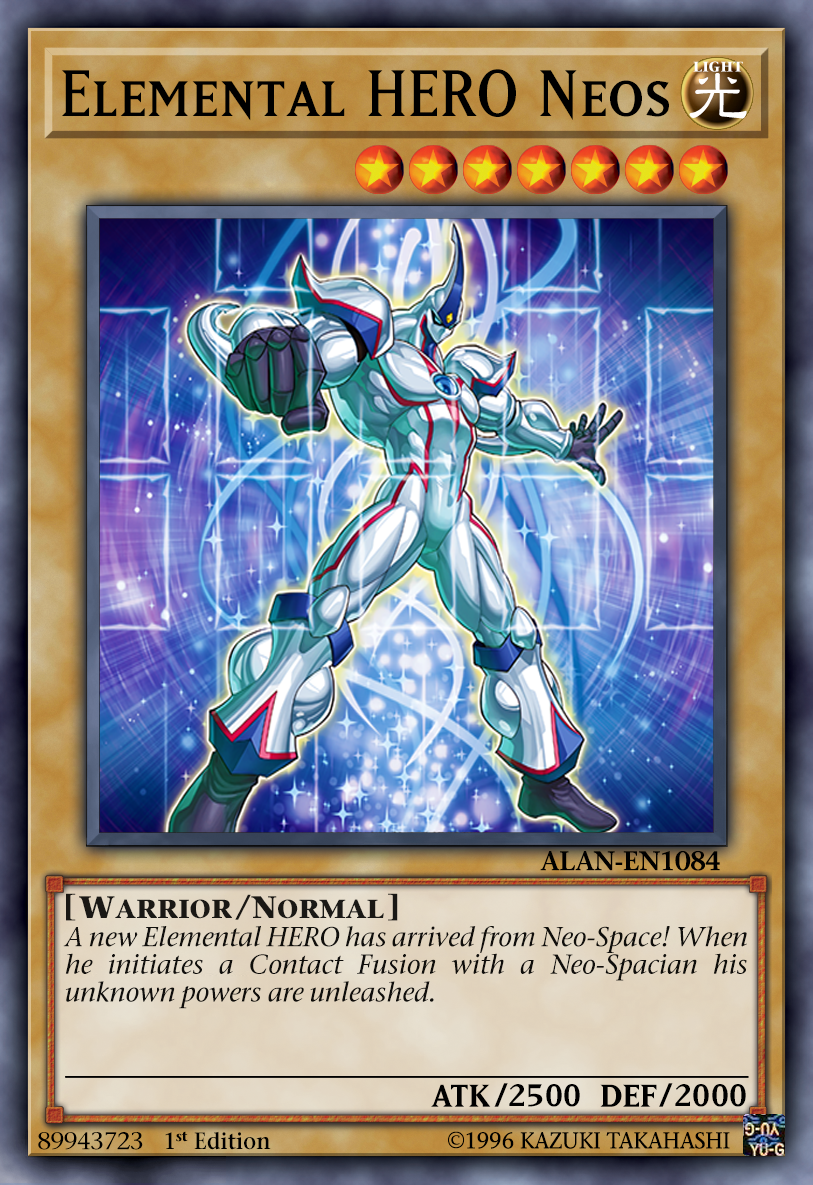 ELEMENTAL HERO NEOS
LIGHT
光
ALAN-EN1084
[WARRIOR/NORMAL]
A new Elemental HERO has arrived from Neo-Space! When
he initiates a Contact Fusion with a Neo-Spacian his
unknown powers are unleashed.
ATK/2500 DEF/2000
89943723 1st Edition ©1996 KAZUKI TAKAHASHI
YU-G
YU-G